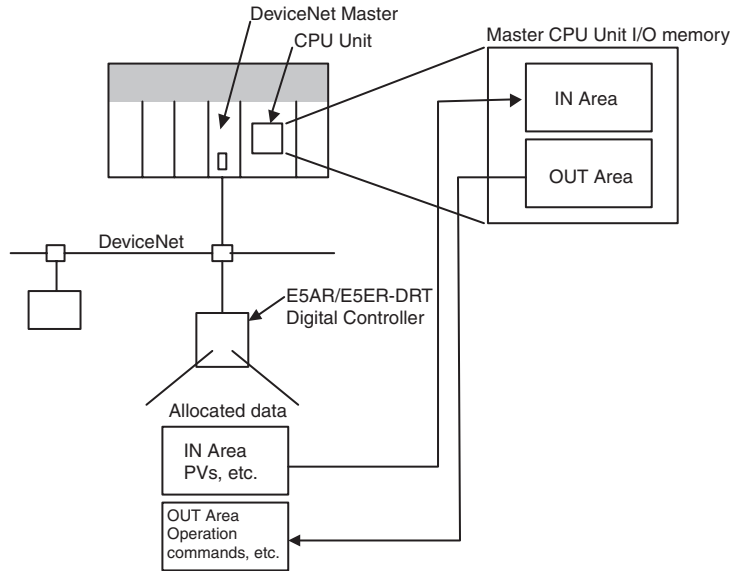 DeviceNet Master
CPU Unit
Master CPU Unit I/O memory
IN Area
OUT Area
DeviceNet
E5AR/E5ER-DRT
Digital Controller
Allocated data
IN Area
PVs, etc.
OUT Area
Operation
commands, etc.